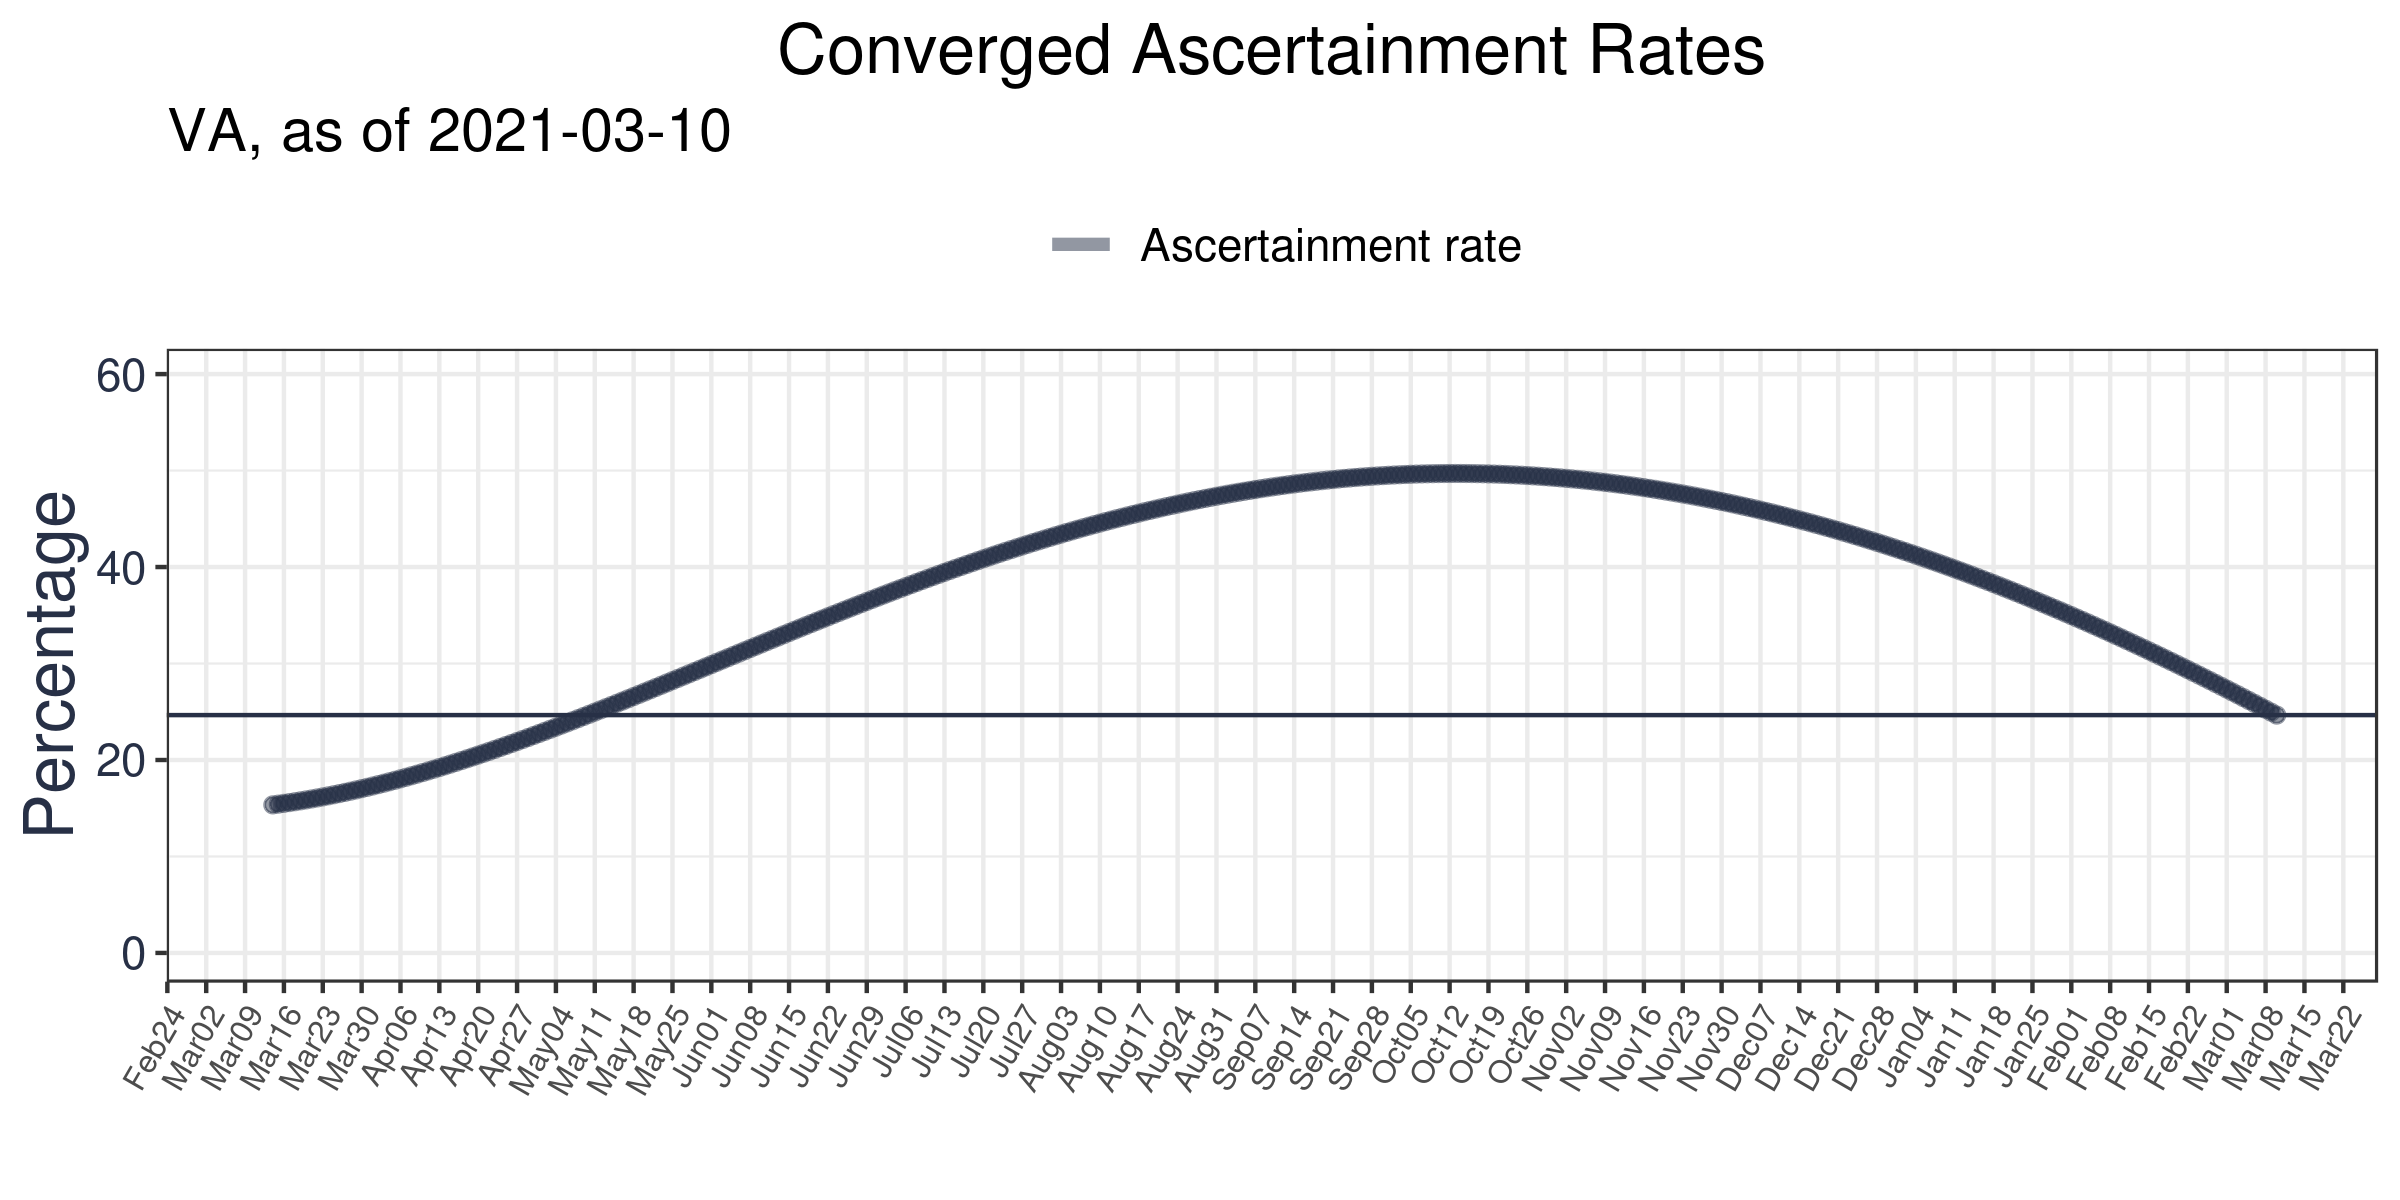 Converged Ascertainment Rates
VA, as of 2021-03-10
Ascertainment rate
Percentage
60
40
20
0
Feb24
Mar02
Mar09
Mar16
Mar23
Mar30
Apr06
Apr13
Apr20
Apr27
May04
May11
May18
May25
Jun01
Jun08
Jun15
Jun22
Jun29
Jul06
Jul13
Jul20
Jul27
Aug03
Aug10
Aug17
Aug24
Aug31
Sep07
Sep14
Sep21
Sep28
Oct05
Oct12
Oct19
Oct26
Nov02
Nov09
Nov16
Nov23
Nov30
Dec07
Dec14
Dec21
Dec28
Jan04
Jan11
Jan18
Jan25
Feb01
Feb08
Feb15
Feb22
Mar01
Mar08
Mar15
Mar22